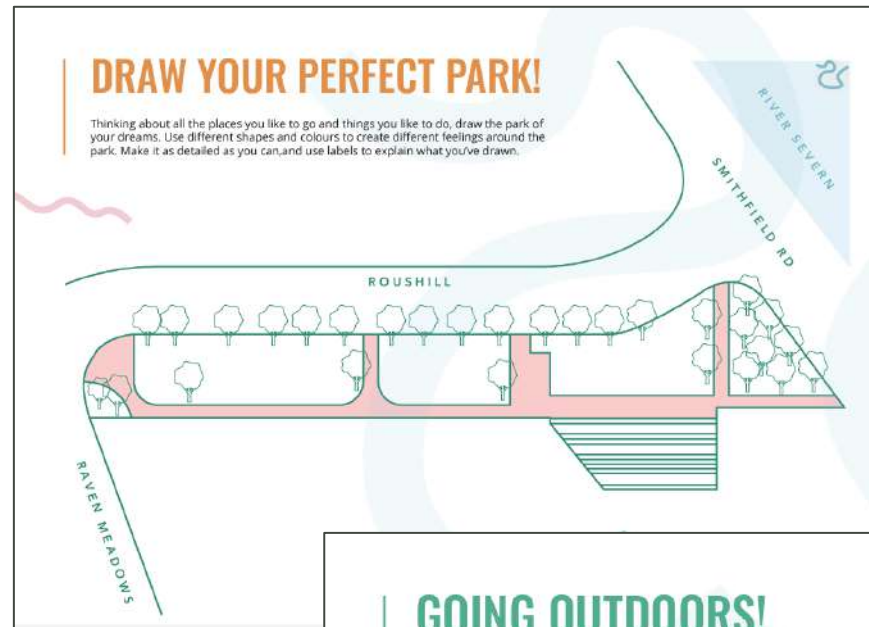 DRAW YOUR PERFECT PARK!
Thinking about all the places you like to go and things you like to do, draw the park of
your dreams. Use different shapes and colours to create different feelings around the
park. Make it as detailed as you can,and use labels to explain what you've drawn.
RIVER SEVERN
SMITHFIELD RD
ROUSHILL
RAVEN MEADOWS
GOING OUTDOORS!